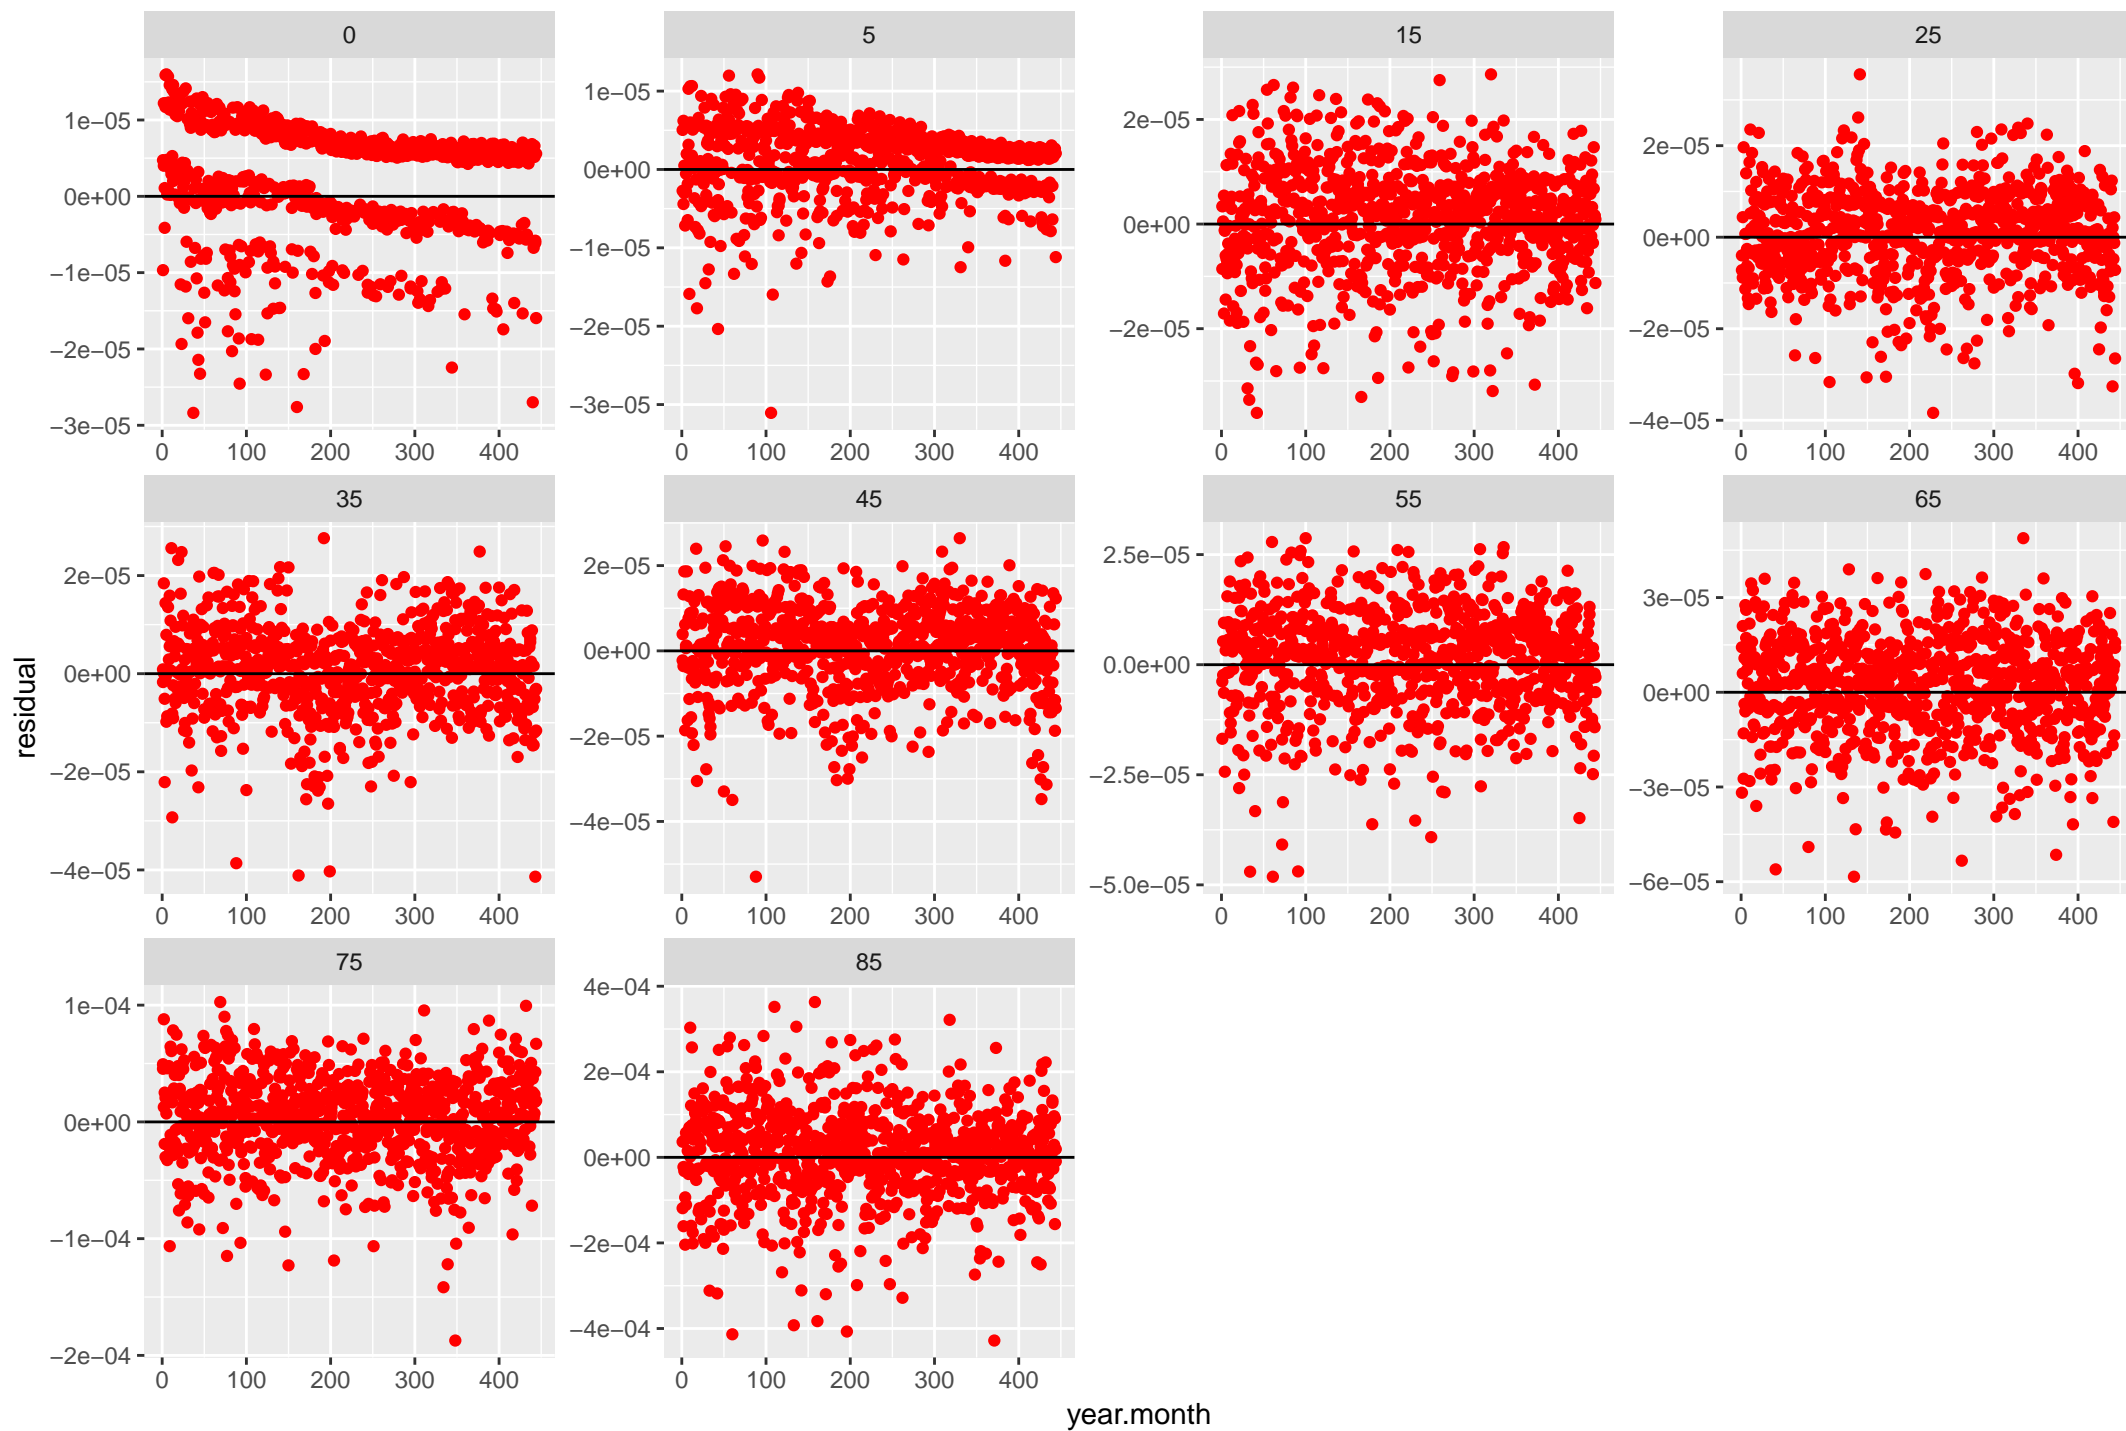 0 5 15 25
1e−05
0e+00
−1e−05
−2e−05
−3e−05
1e−05
0e+00
−1e−05
−2e−05
−3e−05
2e−05
0e+00
−2e−05
2e−05
0e+00
−2e−05
−4e−05
0 100 200 300 400 0 100 200 300 400 0 100 200 300 400 0 100 200 300 400
35 45 55 65
2e−05
0e+00
−2e−05
−4e−05
2e−05
0e+00
−2e−05
−4e−05
2.5e−05
0.0e+00
−2.5e−05
−5.0e−05
3e−05
0e+00
−3e−05
−6e−05
0 100 200 300 400 0 100 200 300 400 0 100 200 300 400 0 100 200 300 400
75 85
1e−04
0e+00
−1e−04
−2e−04
4e−04
2e−04
0e+00
−2e−04
−4e−04
0 100 200 300 400 0 100 200 300 400
residual
year.month